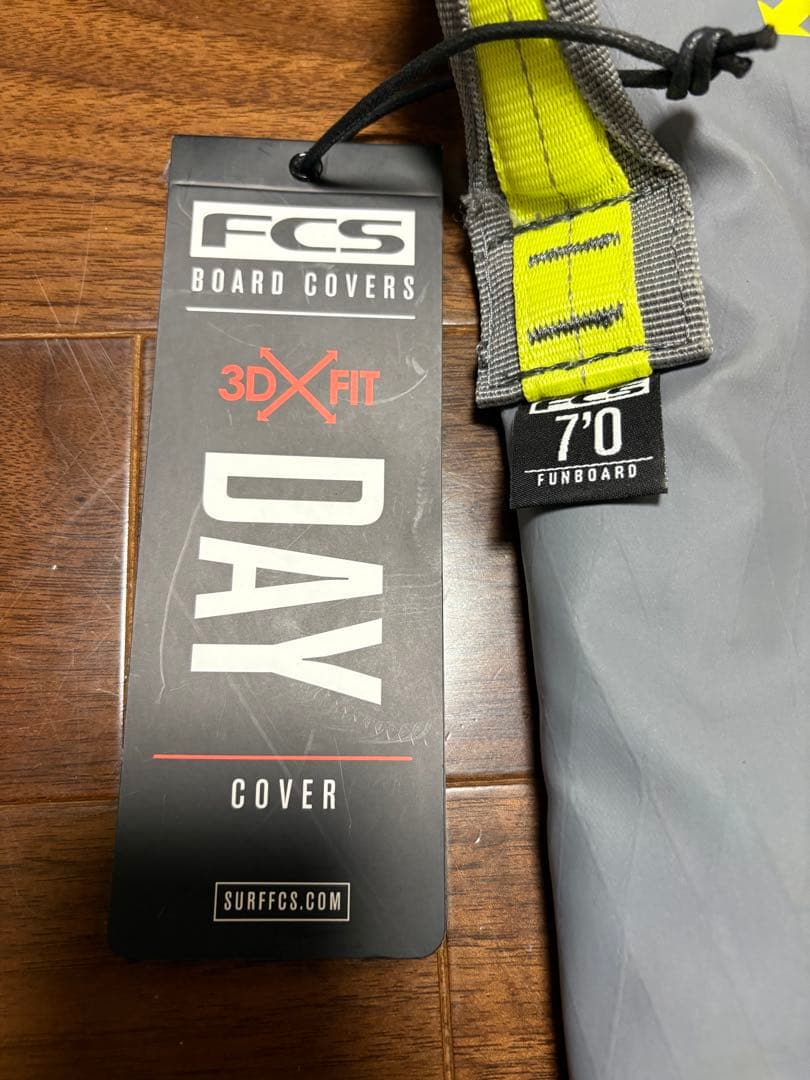 FCS
BOARD COVERS
3D FIT
DAY
COVER
SURFFCS.COM
FCS
7'0
FUNBOARD